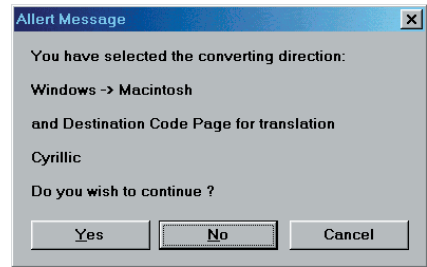 Allert Message
You have selected the converting direction:
Windows -> Macintosh
and Destination Code Page for translation
Cyrillic
Do you wish to continue ?
Yes No Cancel